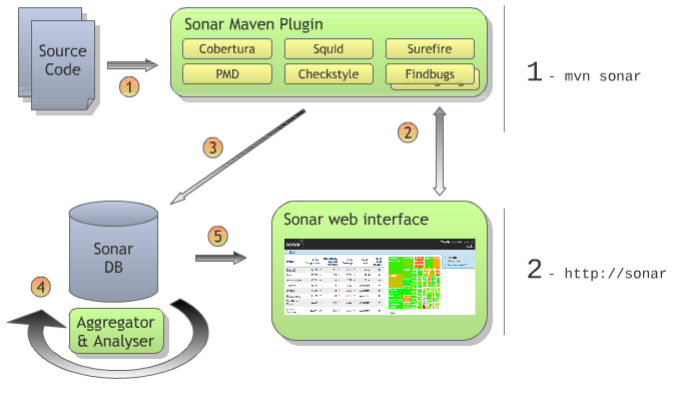 Source
Code
1
Sonar Maven Plugin
Cobertura
Squid
Surefire
PMD
Checkstyle
Findbugs
1 - mvn sonar
3
2
Sonar
DB
5
Sonar web interface
sonar
4
Aggregator
& Analyser
2 - http://sonar